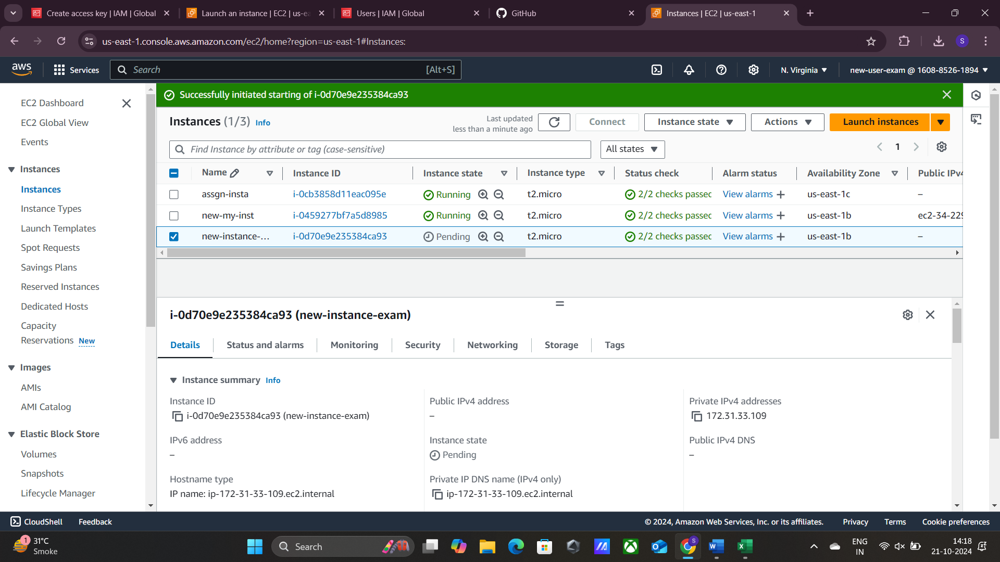 Create access key | IAM | Global
Launch an instance | EC2 | us-ea
Users | IAM | Global
GitHub
Instances | EC2 | us-east-1
us-east-1.console.aws.amazon.com/ec2/home?region=us-east-1#Instances:
S
aws
Services
Search
[Alt+S]
N. Virginia
new-user-exam @ 1608-8526-1894
EC2 Dashboard
EC2 Global View
Events
Instances
Instances
Instance Types
Launch Templates
Spot Requests
Savings Plans
Reserved Instances
Dedicated Hosts
Capacity
Reservations New
Images
AMIs
AMI Catalog
Elastic Block Store
Volumes
Snapshots
Lifecycle Manager
Successfully initiated starting of i-0d70e9e235384ca93
Instances (1/3) Info
Last updated
less than a minute ago
Connect
Instance state
Actions
Launch instances
Find Instance by attribute or tag (case-sensitive)
All states
1
Name Instance ID Instance state Instance type Status check Alarm status Availability Zone Public IPv4
assgn-insta i-0cb3858d11eac095e Running t2.micro 2/2 checks passed View alarms + us-east-1c –
new-my-inst i-0459277bf7a5d8985 Running t2.micro 2/2 checks passed View alarms + us-east-1b ec2-34-229
new-instance-... i-0d70e9e235384ca93 Pending t2.micro 2/2 checks passed View alarms + us-east-1b –
i-0d70e9e235384ca93 (new-instance-exam)
Details
Status and alarms
Monitoring
Security
Networking
Storage
Tags
Instance summary Info
Instance ID
i-0d70e9e235384ca93 (new-instance-exam)
Public IPv4 address
–
Private IPv4 addresses
172.31.33.109
IPv6 address
–
Instance state
Pending
Public IPv4 DNS
–
Hostname type
IP name: ip-172-31-33-109.ec2.internal
Private IP DNS name (IPv4 only)
ip-172-31-33-109.ec2.internal
CloudShell
Feedback
© 2024, Amazon Web Services, Inc. or its affiliates.
Privacy
Terms
Cookie preferences
1
31°C
Smoke
Search
S
ENG
IN
14:18
21-10-2024